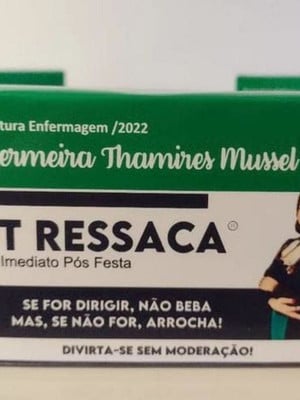 tura Enfermagem /2022
ermeira Thamires Mussel
T RESSACA
Imediato Pós Festa
SE FOR DIRIGIR, NÃO BEBA
MAS, SE NÃO FOR, ARROCHA!
DIVIRTA-SE SEM MODERAÇÃO!